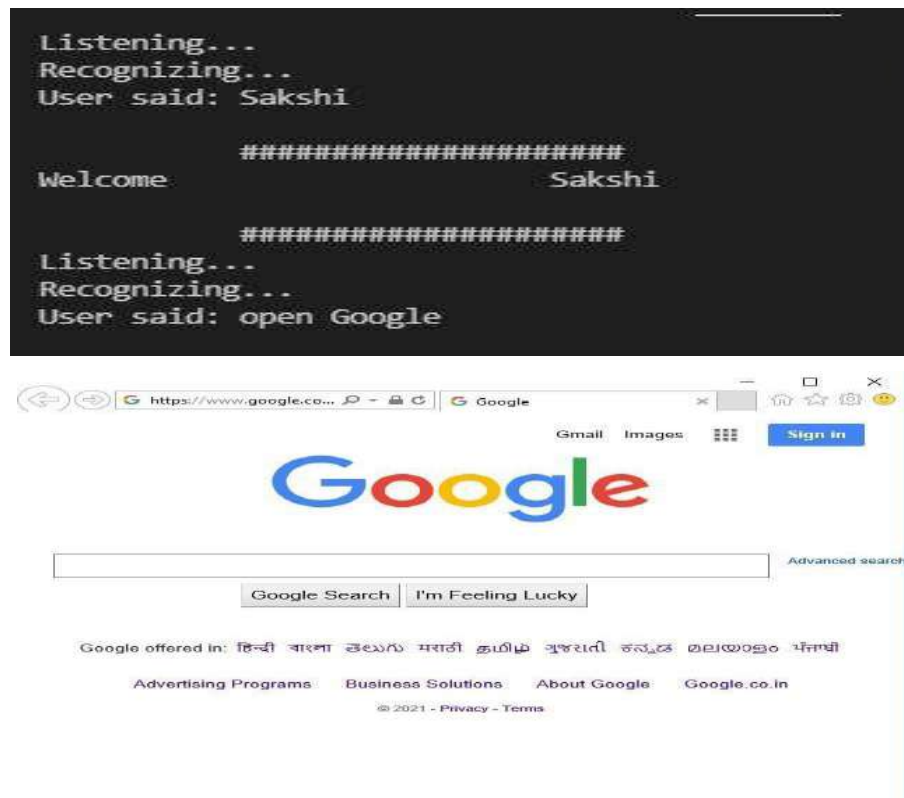 Listening...
Recognizing...
User said: Sakshi
#####################
Welcome Sakshi
#####################
Listening...
Recognizing...
User said: open Google
https://www.google.co... Google
Gmail Images Sign in
Google
Advanced search
Google Search I'm Feeling Lucky
Google offered in: हिन्दी বাংলা తెలుగు मराठी தமிழ் ગુજરાતી ಕನ್ನಡ മലയാളം ਪੰਜਾਬੀ
Advertising Programs Business Solutions About Google Google.co.in
© 2021 - Privacy - Terms